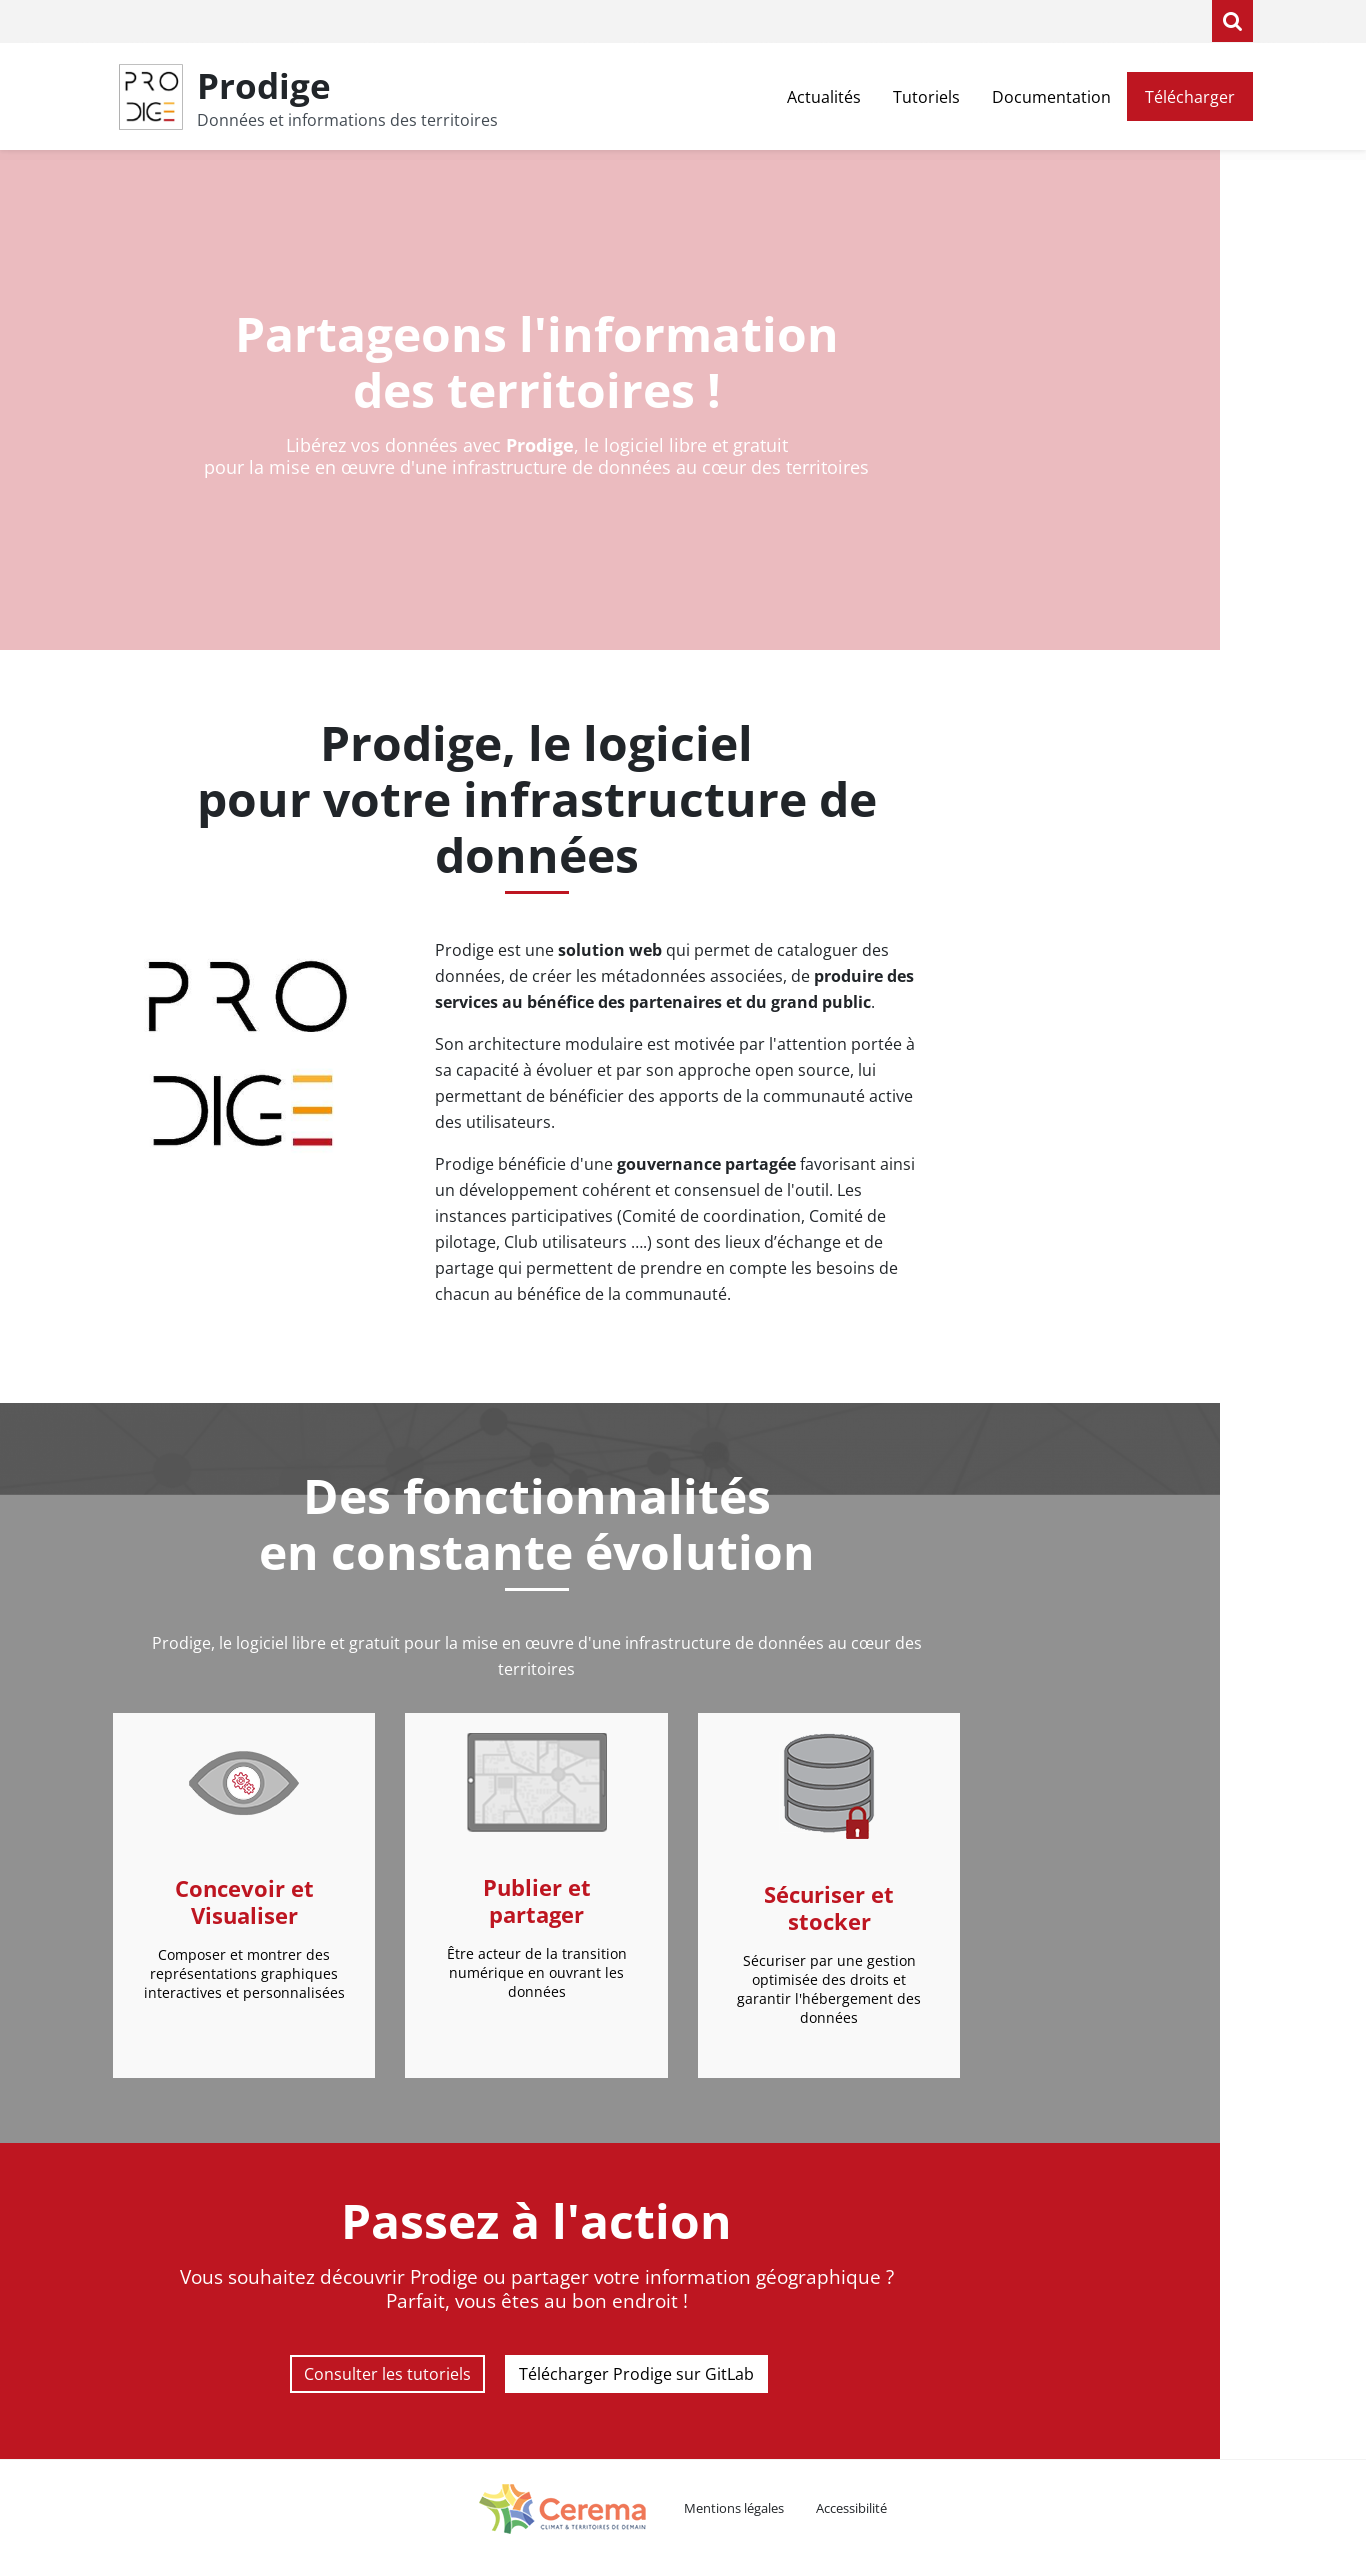 PRO
DIGE
Prodige
Données et informations des territoires
Actualités
Tutoriels
Documentation
Télécharger
Partageons l'information
des territoires !
Libérez vos données avec Prodige, le logiciel libre et gratuit
pour la mise en œuvre d'une infrastructure de données au cœur des territoires
Prodige, le logiciel
pour votre infrastructure de
données
PRO
DIGE
Prodige est une solution web qui permet de cataloguer des
données, de créer les métadonnées associées, de produire des
services au bénéfice des partenaires et du grand public.
Son architecture modulaire est motivée par l'attention portée à
sa capacité à évoluer et par son approche open source, lui
permettant de bénéficier des apports de la communauté active
des utilisateurs.
Prodige bénéficie d'une gouvernance partagée favorisant ainsi
un développement cohérent et consensuel de l'outil. Les
instances participatives (Comité de coordination, Comité de
pilotage, Club utilisateurs ....) sont des lieux d’échange et de
partage qui permettent de prendre en compte les besoins de
chacun au bénéfice de la communauté.
Des fonctionnalités
en constante évolution
Prodige, le logiciel libre et gratuit pour la mise en œuvre d'une infrastructure de données au cœur des
territoires
Concevoir et
Visualiser
Composer et montrer des
représentations graphiques
interactives et personnalisées
Publier et
partager
Être acteur de la transition
numérique en ouvrant les
données
Sécuriser et
stocker
Sécuriser par une gestion
optimisée des droits et
garantir l'hébergement des
données
Passez à l'action
Vous souhaitez découvrir Prodige ou partager votre information géographique ?
Parfait, vous êtes au bon endroit !
Consulter les tutoriels
Télécharger Prodige sur GitLab
Cerema
CLIMAT & TERRITOIRES DE DEMAIN
Mentions légales
Accessibilité